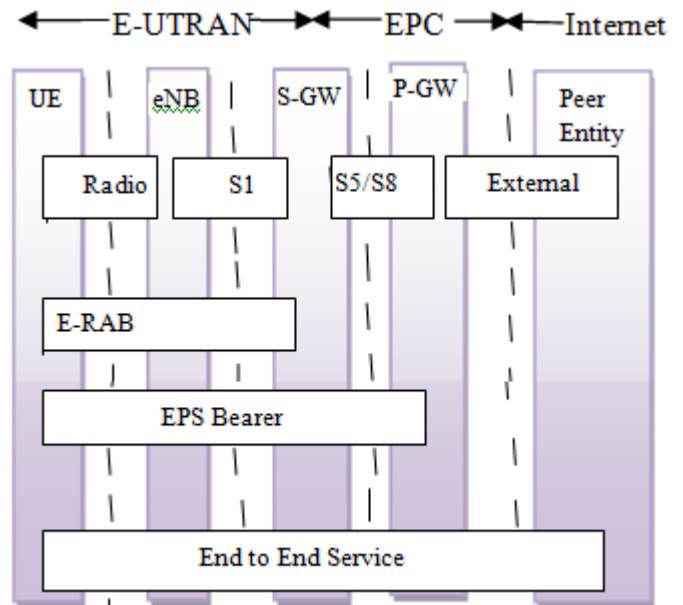 E-UTRAN EPC Internet
UE eNB S-GW P-GW Peer
Entity
Radio S1 S5/S8 External
E-RAB
EPS Bearer
End to End Service